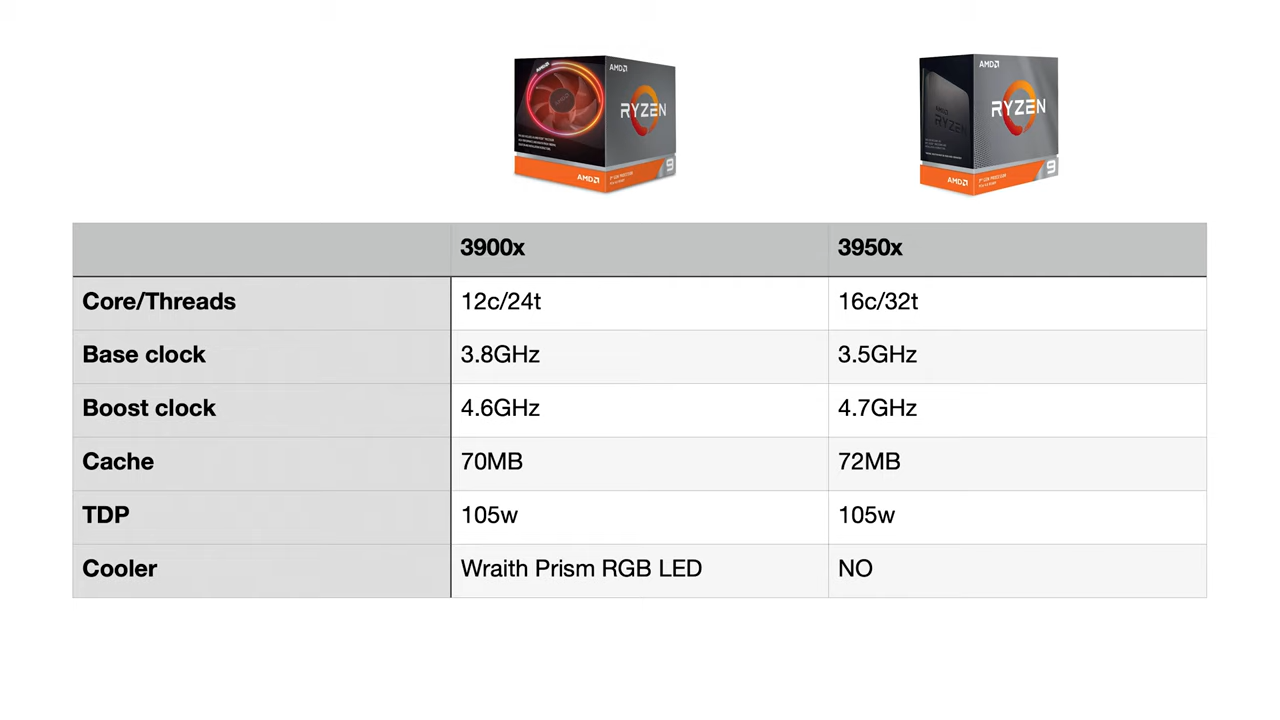 AMD
RYZEN
9
AMD
AMD
RYZEN
9
AMD
3900x 3950x
Core/Threads 12c/24t 16c/32t
Base clock 3.8GHz 3.5GHz
Boost clock 4.6GHz 4.7GHz
Cache 70MB 72MB
TDP 105w 105w
Cooler Wraith Prism RGB LED NO